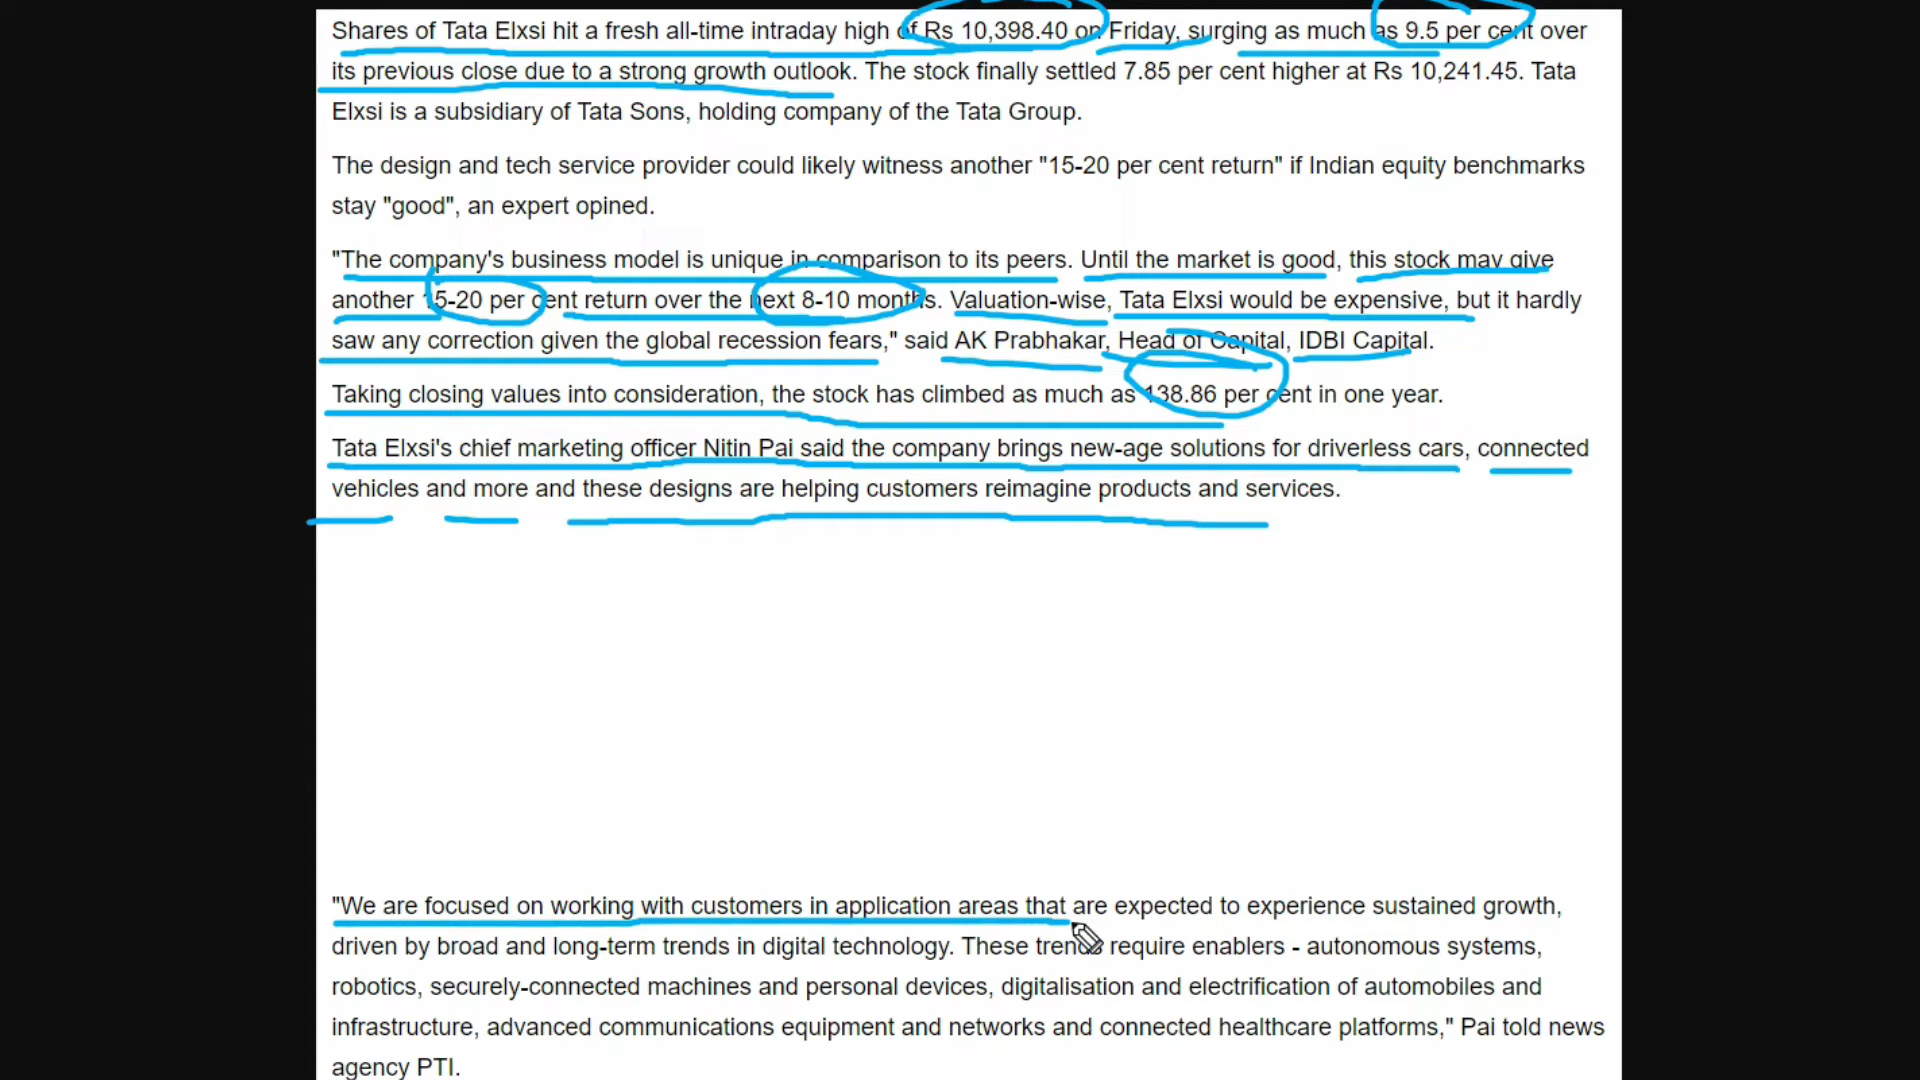 Shares of Tata Elxsi hit a fresh all-time intraday high of Rs 10,398.40 on Friday, surging as much as 9.5 per cent over
its previous close due to a strong growth outlook. The stock finally settled 7.85 per cent higher at Rs 10,241.45. Tata
Elxsi is a subsidiary of Tata Sons, holding company of the Tata Group.
The design and tech service provider could likely witness another "15-20 per cent return" if Indian equity benchmarks
stay "good", an expert opined.
"The company's business model is unique in comparison to its peers. Until the market is good, this stock may give
another 15-20 per cent return over the next 8-10 months. Valuation-wise, Tata Elxsi would be expensive, but it hardly
saw any correction given the global recession fears," said AK Prabhakar, Head of Capital, IDBI Capital.
Taking closing values into consideration, the stock has climbed as much as 138.86 per cent in one year.
Tata Elxsi's chief marketing officer Nitin Pai said the company brings new-age solutions for driverless cars, connected
vehicles and more and these designs are helping customers reimagine products and services.
"We are focused on working with customers in application areas that are expected to experience sustained growth,
driven by broad and long-term trends in digital technology. These trends require enablers - autonomous systems,
robotics, securely-connected machines and personal devices, digitalisation and electrification of automobiles and
infrastructure, advanced communications equipment and networks and connected healthcare platforms," Pai told news
agency PTI.